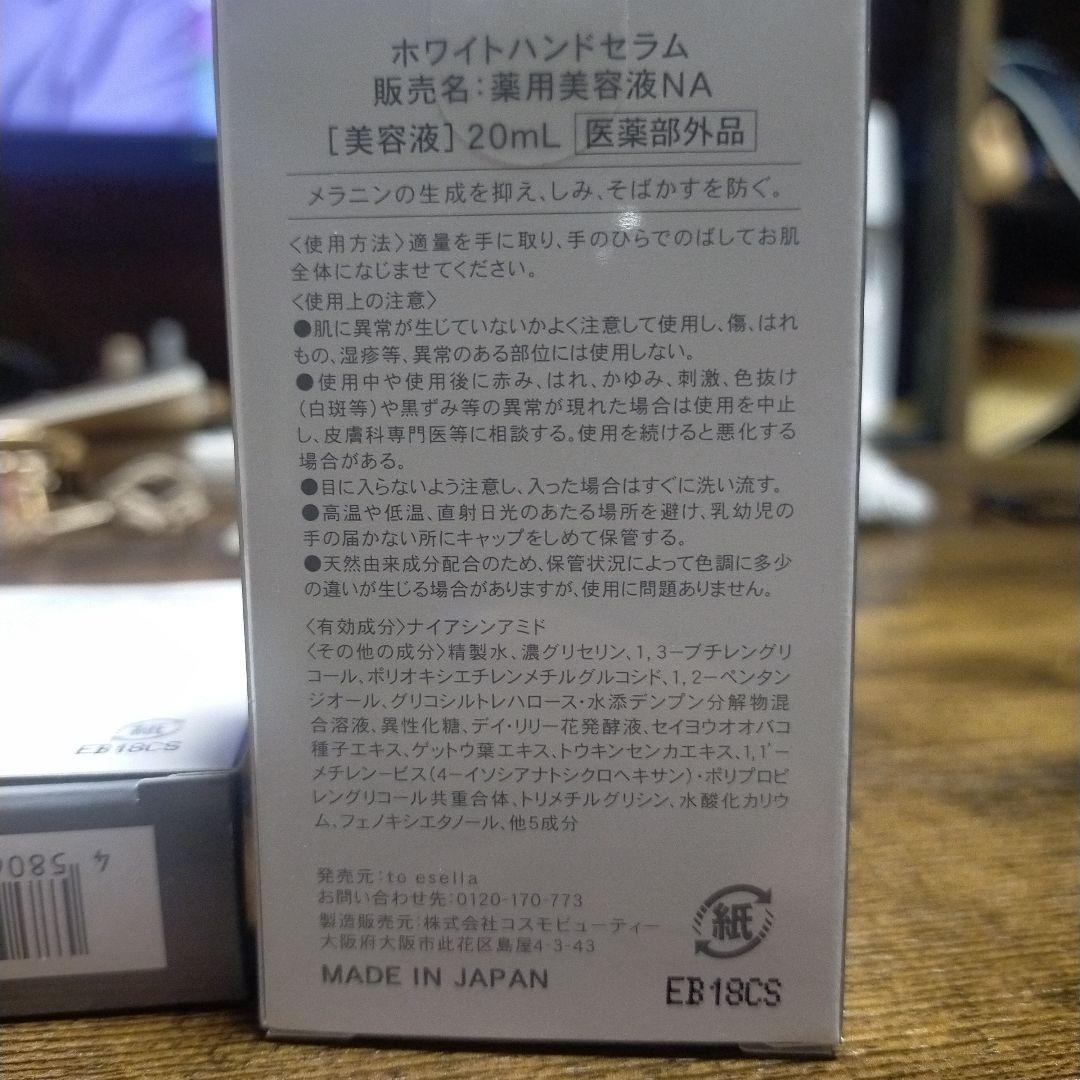 ホワイトハンドセラム
販売名：薬用美容液NA
［美容液］20mL 医薬部外品
メラニンの生成を抑え、しみ、そばかすを防ぐ。
〈使用方法〉適量を手に取り、手のひらでのばしてお肌
全体になじませてください。
〈使用上の注意〉
●肌に異常が生じていないかよく注意して使用し、傷、はれ
もの、湿疹等、異常のある部位には使用しない。
●使用中や使用後に赤み、はれ、かゆみ、刺激、色抜け
（白斑等）や黒ずみ等の異常が現れた場合は使用を中止
し、皮膚科専門医等に相談する。使用を続けると悪化する
場合がある。
●目に入らないよう注意し、入った場合はすぐに洗い流す。
●高温や低温、直射日光のあたる場所を避け、乳幼児の
手の届かない所にキャップをしめて保管する。
●天然由来成分配合のため、保管状況によって色調に多少
の違いが生じる場合がありますが、使用に問題ありません。
〈有効成分〉ナイアシンアミド
〈その他の成分〉精製水、濃グリセリン、1，3－ブチレングリ
コール、ポリオキシエチレンメチルグルコシド、1，2－ペンタン
ジオール、グリコシルトレハロース・水添デンプン分解物混
合溶液、異性化糖、デイ・リリー花発酵液、セイヨウオオバコ
種子エキス、ゲットウ葉エキス、トウキンセンカエキス、1，1'－
メチレン－ビス（4－イソシアナトシクロヘキサン）・ポリプロピ
レングリコール共重合体、トリメチルグリシン、水酸化カリウ
ム、フェノキシエタノール、他5成分
発売元：to esella
お問い合わせ先：0120-170-773
製造販売元：株式会社コスモビューティー
大阪府大阪市此花区島屋4-3-43
MADE IN JAPAN
紙
EB18CS
紙
EB18CS
4 580